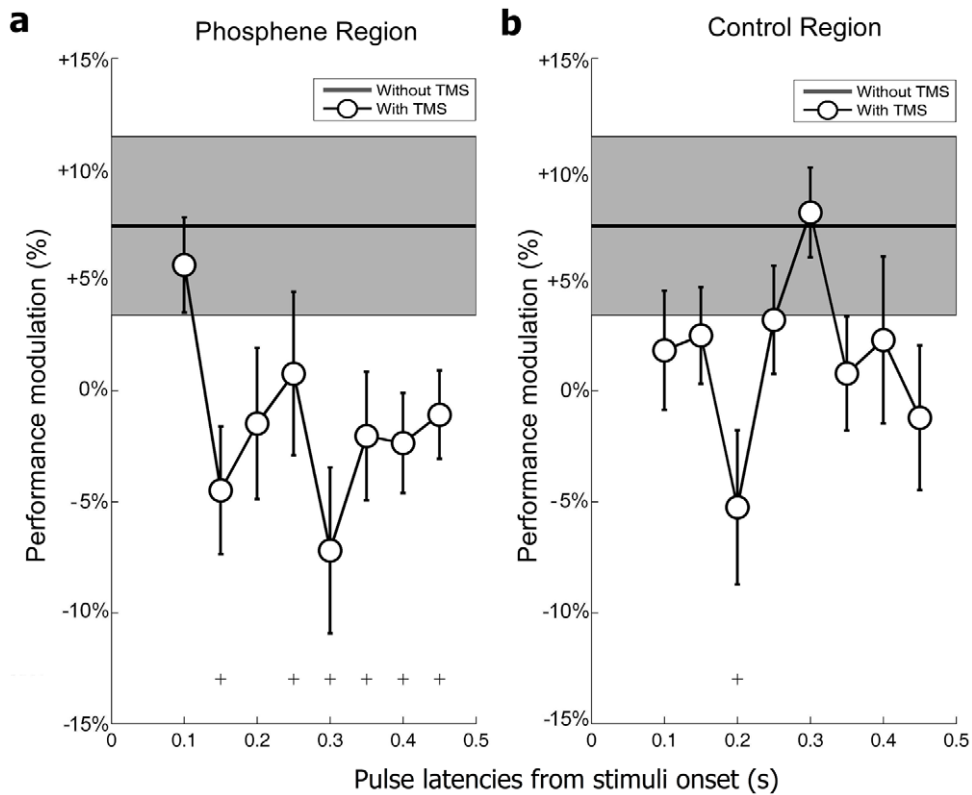 a
Phosphene Region
+15%
+10%
+5%
0%
-5%
-10%
-15%
Performance modulation (%)
Without TMS
With TMS
+ + + + + +
0 0.1 0.2 0.3 0.4 0.5
b
Control Region
+15%
+10%
+5%
0%
-5%
-10%
-15%
Performance modulation (%)
Without TMS
With TMS
+
0 0.1 0.2 0.3 0.4 0.5
Pulse latencies from stimuli onset (s)